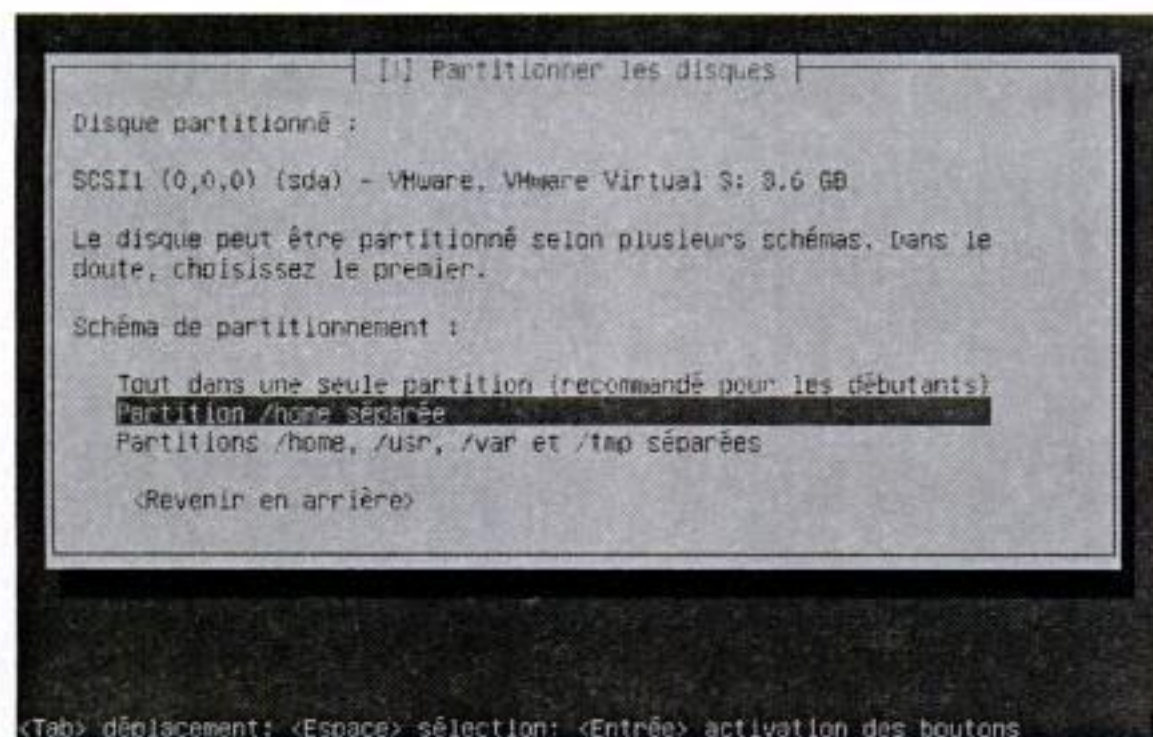 [!] Partitionner les disques
Disque partitionné :
SCSI1 (0,0,0) (sda) - VMware, VMware Virtual S: 8.6 GB
Le disque peut être partitionné selon plusieurs schémas. Dans le
doute, choisissez le premier.
Schéma de partitionnement :
Tout dans une seule partition (recommandé pour les débutants)
Partition /home séparée
Partitions /home, /usr, /var et /tmp séparées
<Revenir en arrière>
<Tab> déplacement; <Espace> sélection; <Entrée> activation des boutons